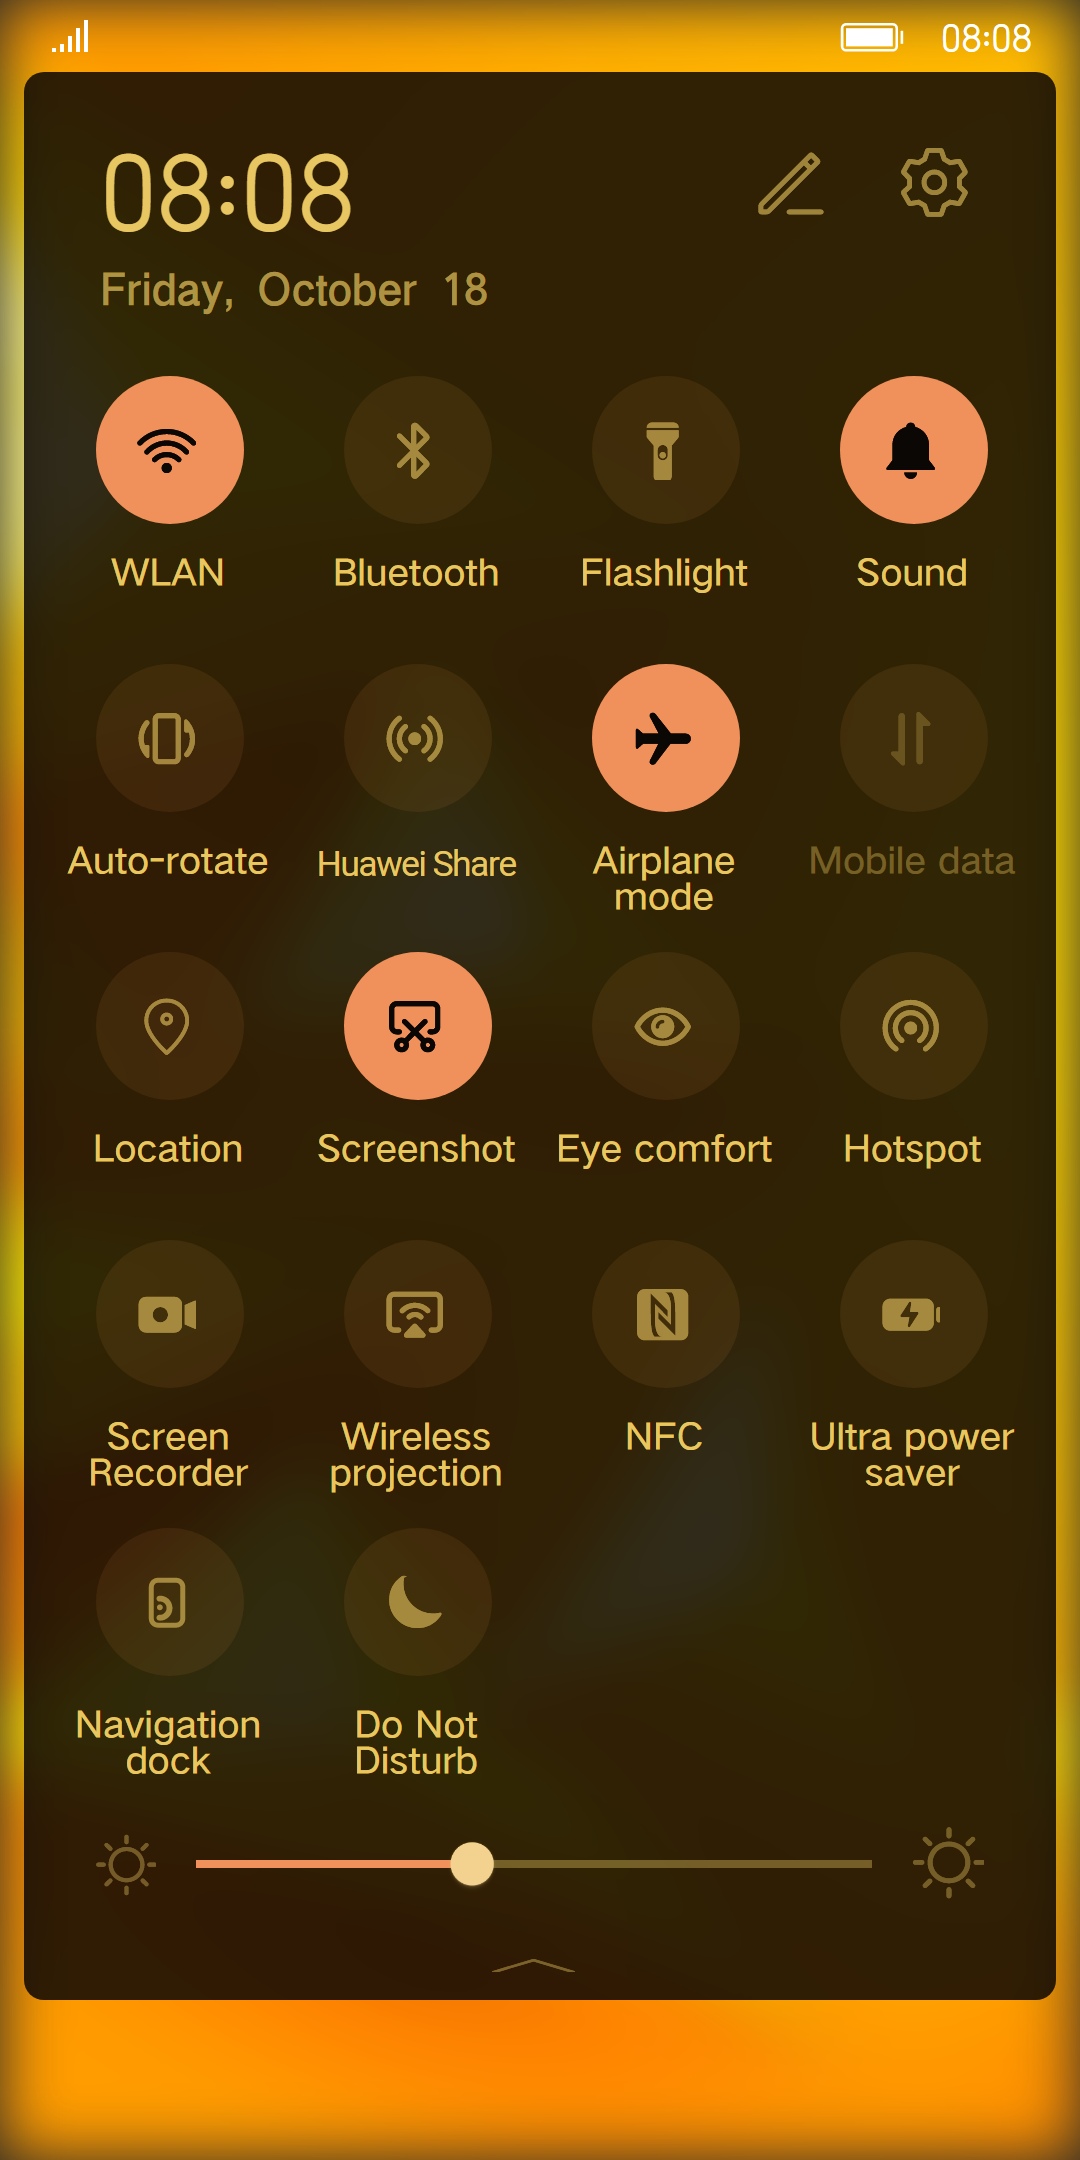 08:08
08:08
Friday, October 18
WLAN
Bluetooth
Flashlight
Sound
Auto-rotate
Huawei Share
Airplane
mode
Mobile data
Location
Screenshot
Eye comfort
Hotspot
Screen
Recorder
Wireless
projection
NFC
Ultra power
saver
Navigation
dock
Do Not
Disturb